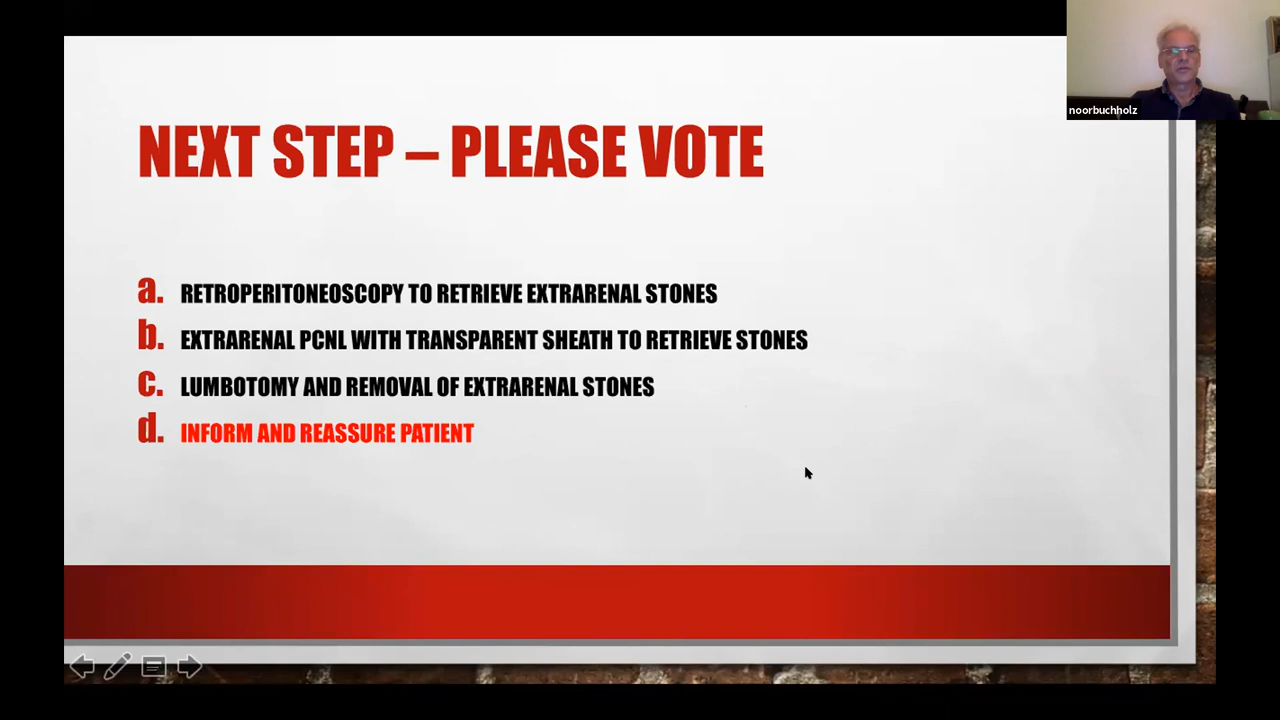 noorbuchholz
NEXT STEP – PLEASE VOTE
a. RETROPERITONEOSCOPY TO RETRIEVE EXTRARENAL STONES
b. EXTRARENAL PCNL WITH TRANSPARENT SHEATH TO RETRIEVE STONES
c. LUMBOTOMY AND REMOVAL OF EXTRARENAL STONES
d. INFORM AND REASSURE PATIENT